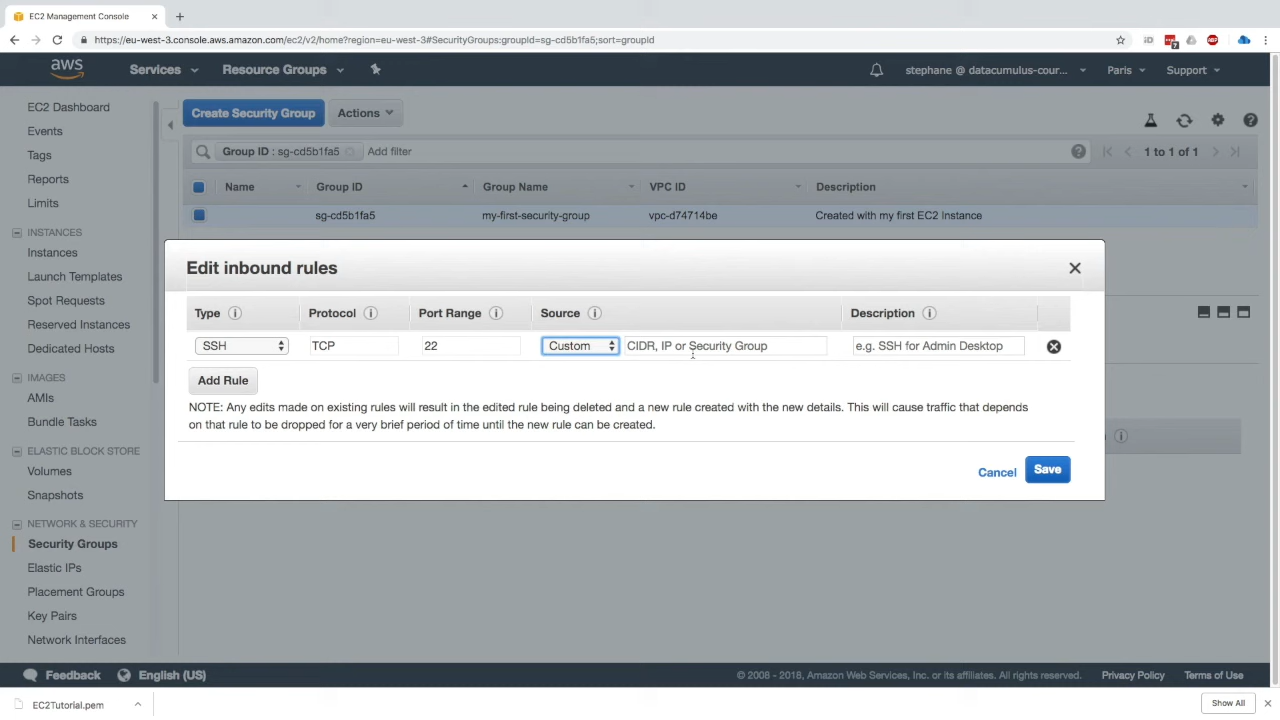 EC2 Management Console
https://eu-west-3.console.aws.amazon.com/ec2/v2/home?region=eu-west-3#SecurityGroups:groupId=sg-cd5b1fa5;sort=groupId
aws Services Resource Groups stephane @ datacumulus-cour... Paris Support
EC2 Dashboard
Events
Tags
Reports
Limits
INSTANCES
Instances
Launch Templates
Spot Requests
Reserved Instances
Dedicated Hosts
IMAGES
AMIs
Bundle Tasks
ELASTIC BLOCK STORE
Volumes
Snapshots
NETWORK & SECURITY
Security Groups
Elastic IPs
Placement Groups
Key Pairs
Network Interfaces
Create Security Group Actions
Group ID : sg-cd5b1fa5 Add filter 1 to 1 of 1
Name Group ID Group Name VPC ID Description
sg-cd5b1fa5 my-first-security-group vpc-d74714be Created with my first EC2 Instance
Edit inbound rules
Type Protocol Port Range Source Description
SSH TCP 22 Custom CIDR, IP or Security Group e.g. SSH for Admin Desktop
Add Rule
NOTE: Any edits made on existing rules will result in the edited rule being deleted and a new rule created with the new details. This will cause traffic that depends
on that rule to be dropped for a very brief period of time until the new rule can be created.
Cancel Save
Feedback English (US) © 2008 - 2018, Amazon Web Services, Inc. or its affiliates. All rights reserved. Privacy Policy Terms of Use
EC2Tutorial.pem Show All